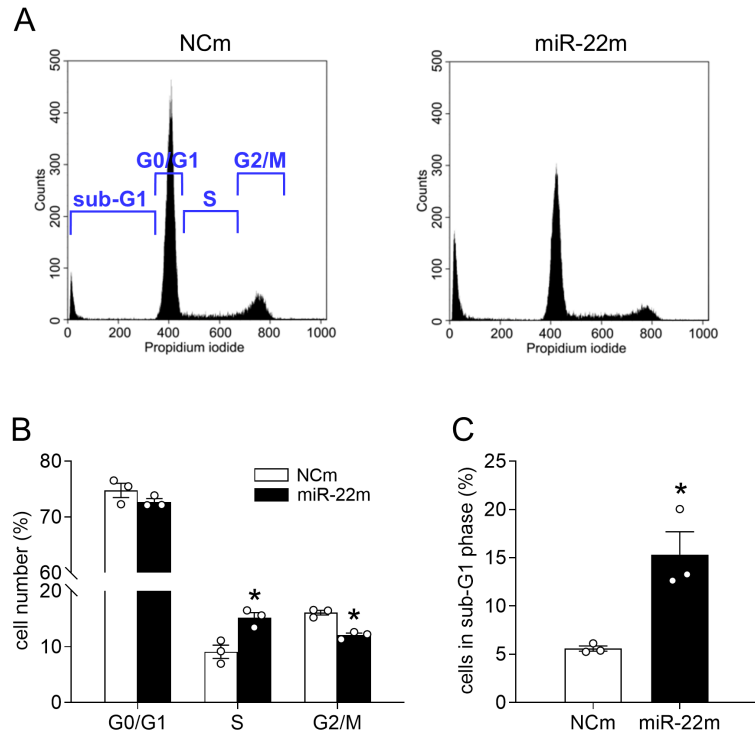 A
NCm
miR-22m
500
400
300
200
100
0
Counts
sub-G1
G0/G1
S
G2/M
0 200 400 600 800 1000
Propidium iodide
500
400
300
200
100
0
Counts
0 200 400 600 800 1000
Propidium iodide
B
80
70
60
20
10
0
cell number (%)
NCm
miR-22m
*
*
G0/G1 S G2/M
C
25
20
15
10
5
0
cells in sub-G1 phase (%)
*
NCm miR-22m